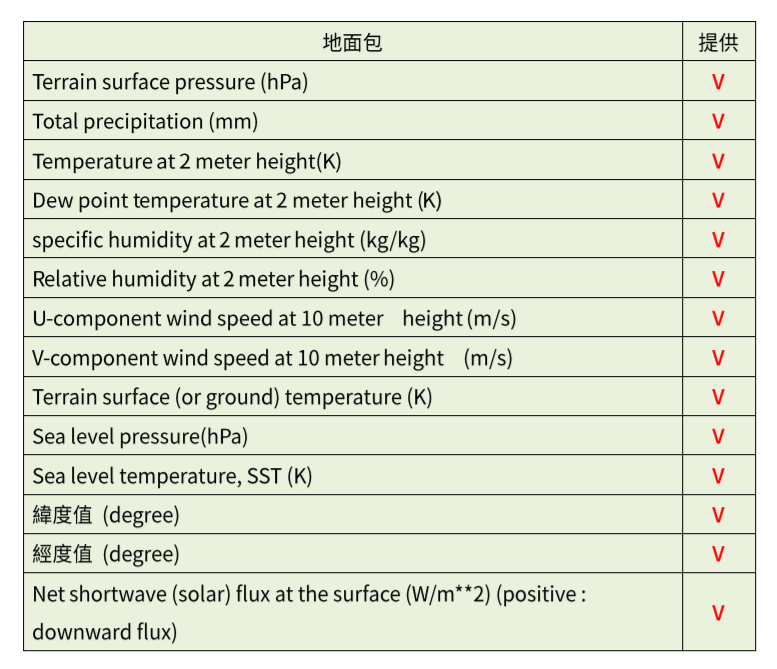 地面包 提供
Terrain surface pressure (hPa) V
Total precipitation (mm) V
Temperature at 2 meter height(K) V
Dew point temperature at 2 meter height (K) V
specific humidity at 2 meter height (kg/kg) V
Relative humidity at 2 meter height (%) V
U-component wind speed at 10 meter height (m/s) V
V-component wind speed at 10 meter height (m/s) V
Terrain surface (or ground) temperature (K) V
Sea level pressure(hPa) V
Sea level temperature, SST (K) V
緯度值 (degree) V
經度值 (degree) V
Net shortwave (solar) flux at the surface (W/m**2) (positive : V
downward flux)